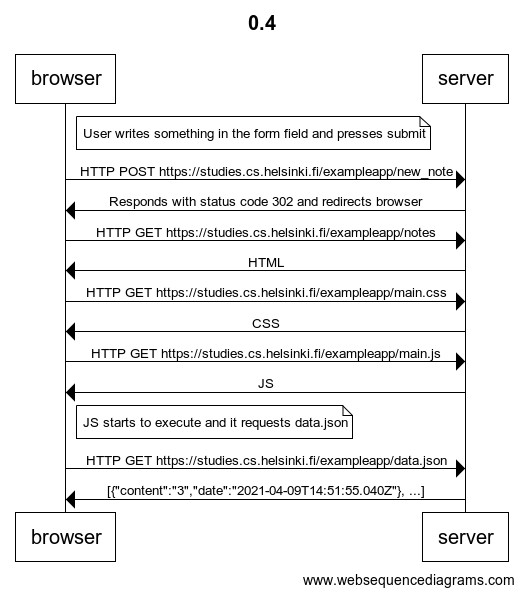 0.4
browser server
User writes something in the form field and presses submit
HTTP POST https://studies.cs.helsinki.fi/exampleapp/new_note
Responds with status code 302 and redirects browser
HTTP GET https://studies.cs.helsinki.fi/exampleapp/notes
HTML
HTTP GET https://studies.cs.helsinki.fi/exampleapp/main.css
CSS
HTTP GET https://studies.cs.helsinki.fi/exampleapp/main.js
JS
JS starts to execute and it requests data.json
HTTP GET https://studies.cs.helsinki.fi/exampleapp/data.json
[{"content":"3","date":"2021-04-09T14:51:55.040Z"}, ...]
browser server
www.websequencediagrams.com